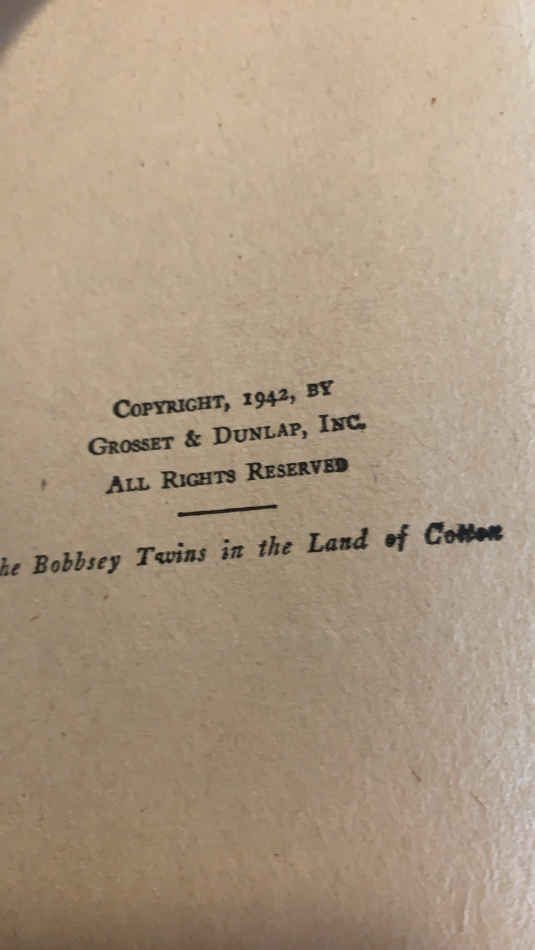 COPYRIGHT, 1942, BY
GROSSET & DUNLAP, INC.
ALL RIGHTS RESERVED
he Bobbsey Twins in the Land of Cotton